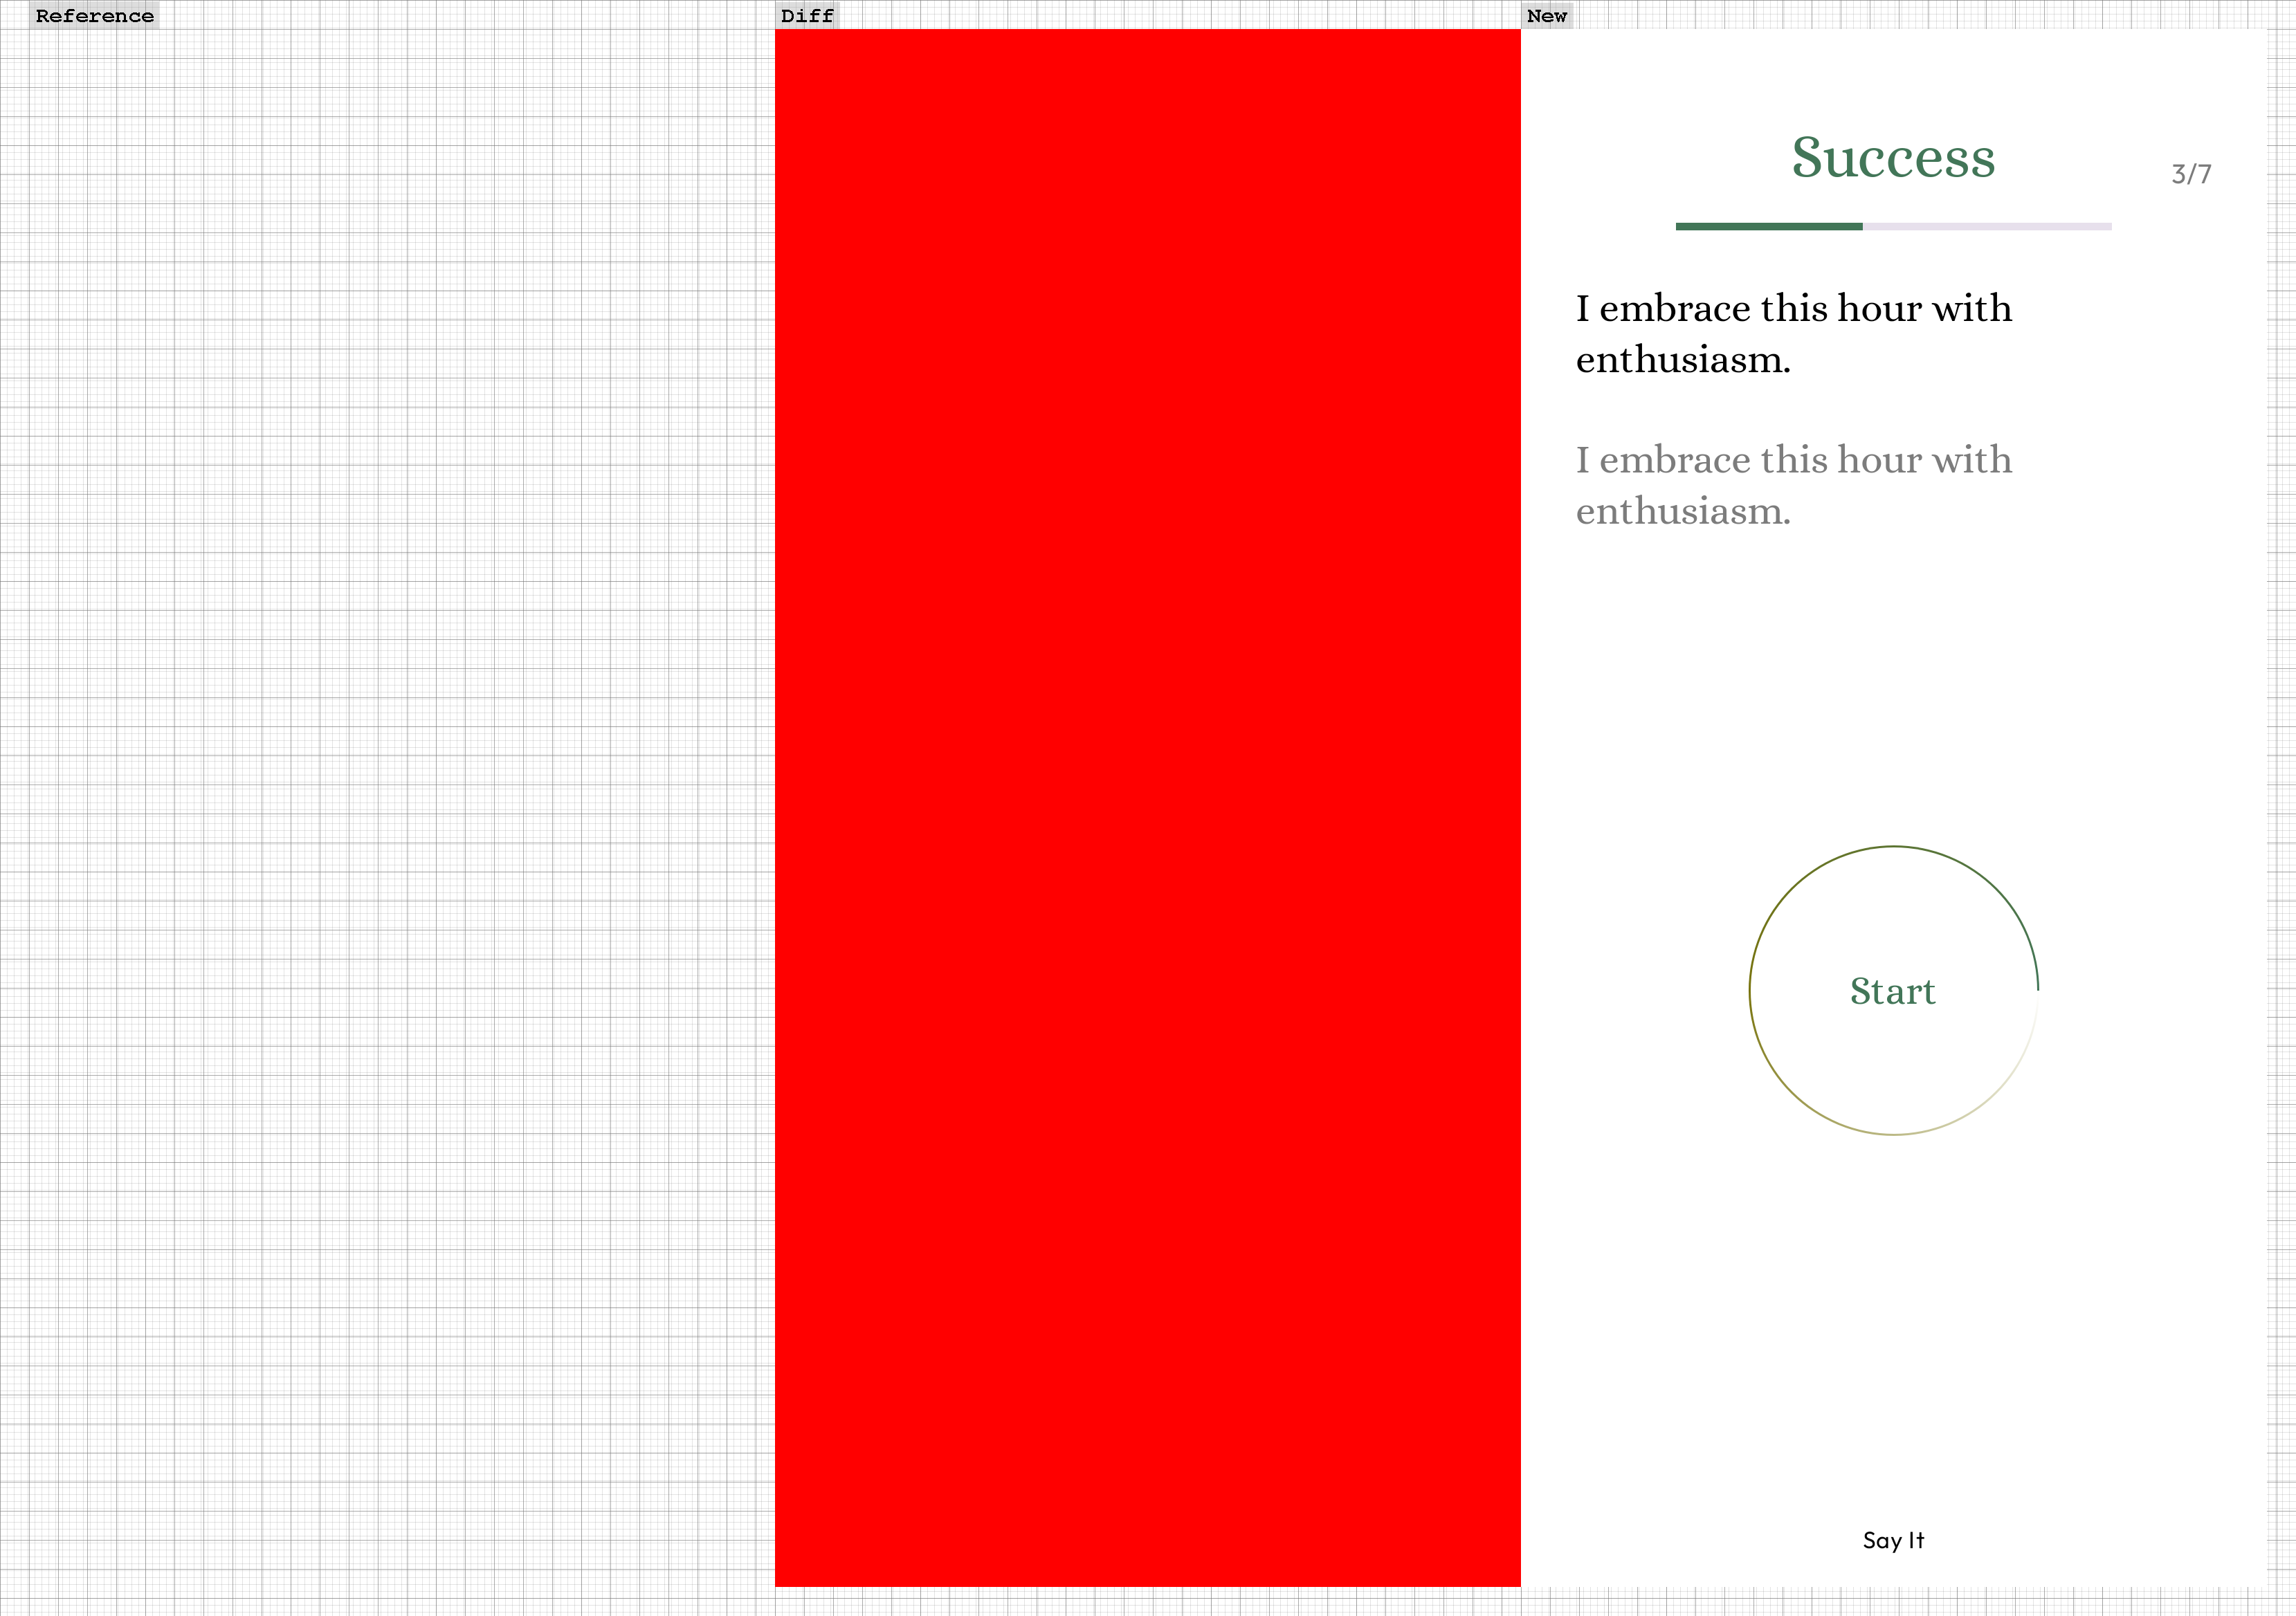 Reference
Diff
New
Success
3/7
I embrace this hour with
enthusiasm.
I embrace this hour with
enthusiasm.
Start
Say It